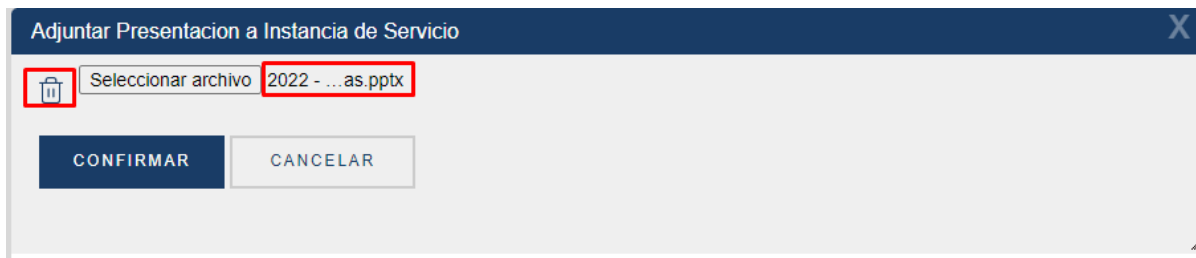 Adjuntar Presentacion a Instancia de Servicio X
Seleccionar archivo 2022 - ...as.pptx
CONFIRMAR CANCELAR